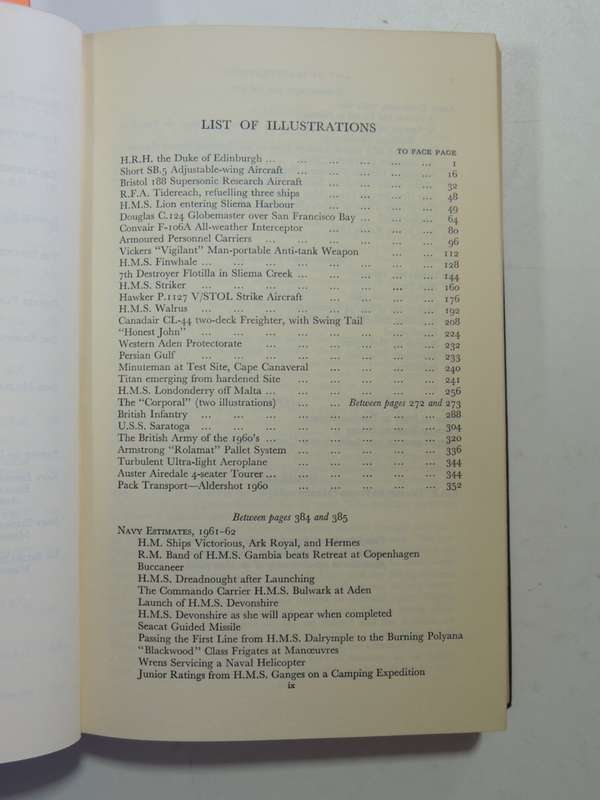 LIST OF ILLUSTRATIONS
TO FACE PAGE
H.R.H. the Duke of Edinburgh ... ... ... ... ... ... 1
Short SB.5 Adjustable-wing Aircraft ... ... ... ... ... 16
Bristol 188 Supersonic Research Aircraft ... ... ... ... 32
R.F.A. Tidereach, refuelling three ships ... ... ... ... 48
H.M.S. Lion entering Sliema Harbour ... ... ... ... 49
Douglas C.124 Globemaster over San Francisco Bay ... ... ... 64
Convair F-106A All-weather Interceptor ... ... ... ... 80
Armoured Personnel Carriers ... ... ... ... ... ... 96
Vickers "Vigilant" Man-portable Anti-tank Weapon ... ... 112
H.M.S. Finwhale ... ... ... ... ... ... ... ... 128
7th Destroyer Flotilla in Sliema Creek ... ... ... ... ... 144
H.M.S. Striker ... ... ... ... ... ... ... ... 160
Hawker P.1127 V/STOL Strike Aircraft ... ... ... ... 176
H.M.S. Walrus ... ... ... ... ... ... ... ... 192
Canadair CL-44 two-deck Freighter, with Swing Tail ... ... 208
"Honest John" ... ... ... ... ... ... ... ... 224
Western Aden Protectorate ... ... ... ... ... ... 232
Persian Gulf ... ... ... ... ... ... ... ... 233
Minuteman at Test Site, Cape Canaveral ... ... ... ... 240
Titan emerging from hardened Site ... ... ... ... ... 241
H.M.S. Londonderry off Malta ... ... ... ... ... ... 256
The "Corporal" (two illustrations) ... ... Between pages 272 and 273
British Infantry ... ... ... ... ... ... ... ... 288
U.S.S. Saratoga ... ... ... ... ... ... ... ... 304
The British Army of the 1960's ... ... ... ... ... ... 320
Armstrong "Rolamat" Pallet System ... ... ... ... ... 336
Turbulent Ultra-light Aeroplane ... ... ... ... ... 344
Auster Airedale 4-seater Tourer ... ... ... ... ... ... 344
Pack Transport—Aldershot 1960 ... ... ... ... ... 352
Between pages 384 and 385
NAVY ESTIMATES, 1961-62
H.M. Ships Victorious, Ark Royal, and Hermes
R.M. Band of H.M.S. Gambia beats Retreat at Copenhagen
Buccaneer
H.M.S. Dreadnought after Launching
The Commando Carrier H.M.S. Bulwark at Aden
Launch of H.M.S. Devonshire
H.M.S. Devonshire as she will appear when completed
Seacat Guided Missile
Passing the First Line from H.M.S. Dalrymple to the Burning Polyana
"Blackwood" Class Frigates at Manœuvres
Wrens Servicing a Naval Helicopter
Junior Ratings from H.M.S. Ganges on a Camping Expedition
ix